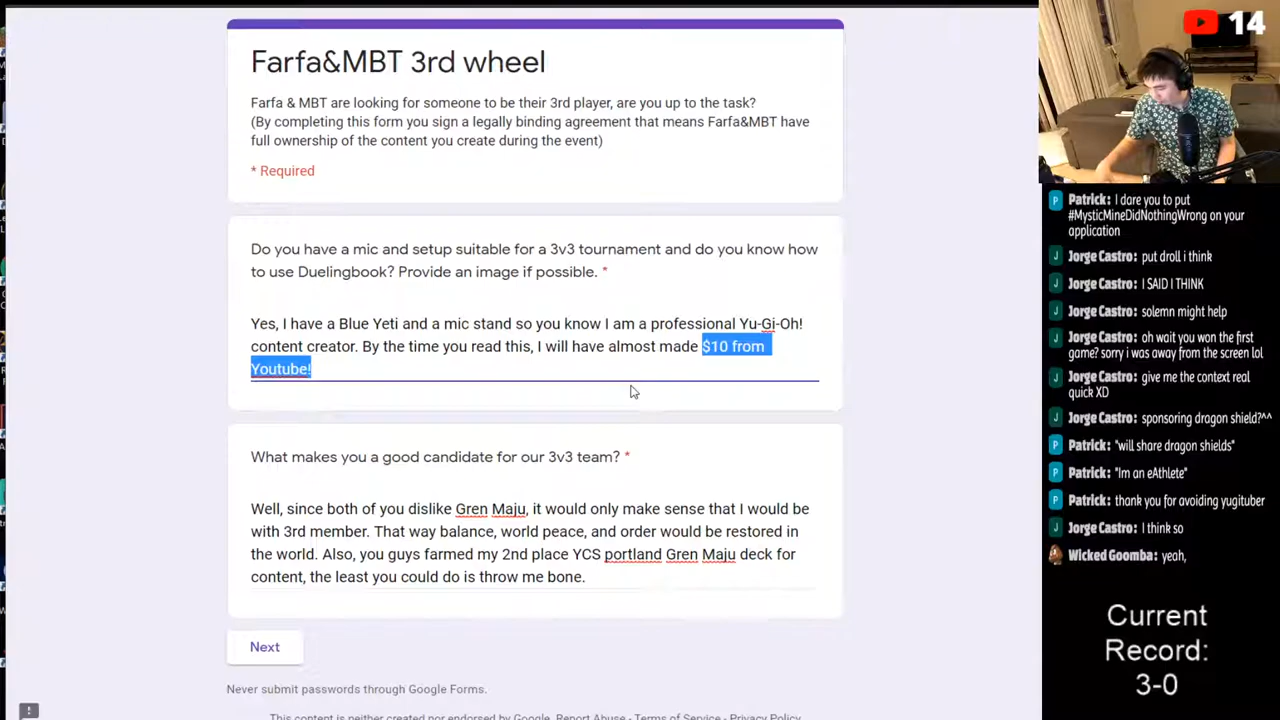 Farfa&MBT 3rd wheel
Farfa & MBT are looking for someone to be their 3rd player, are you up to the task?
(By completing this form you sign a legally binding agreement that means Farfa&MBT have
full ownership of the content you create during the event)
* Required
Do you have a mic and setup suitable for a 3v3 tournament and do you know how
to use Duelingbook? Provide an image if possible. *
Yes, I have a Blue Yeti and a mic stand so you know I am a professional Yu-Gi-Oh!
content creator. By the time you read this, I will have almost made $10 from
Youtube!
What makes you a good candidate for our 3v3 team? *
Well, since both of you dislike Gren Maju, it would only make sense that I would be
with 3rd member. That way balance, world peace, and order would be restored in
the world. Also, you guys farmed my 2nd place YCS portland Gren Maju deck for
content, the least you could do is throw me bone.
Next
Never submit passwords through Google Forms.
This content is neither created nor endorsed by Google. Report Abuse - Terms of Service - Privacy Policy
14
P Patrick: I dare you to put
#MysticMineDidNothingWrong on your
application
J Jorge Castro: put droll i think
J Jorge Castro: I SAID I THINK
J Jorge Castro: solemn might help
J Jorge Castro: oh wait you won the first
game? sorry i was away from the screen lol
J Jorge Castro: give me the context real
quick XD
J Jorge Castro: sponsoring dragon shield?^^
P Patrick: "will share dragon shields"
P Patrick: "Im an eAthlete"
P Patrick: thank you for avoiding yugituber
J Jorge Castro: I think so
Wicked Goomba: yeah,
Current
Record:
3-0